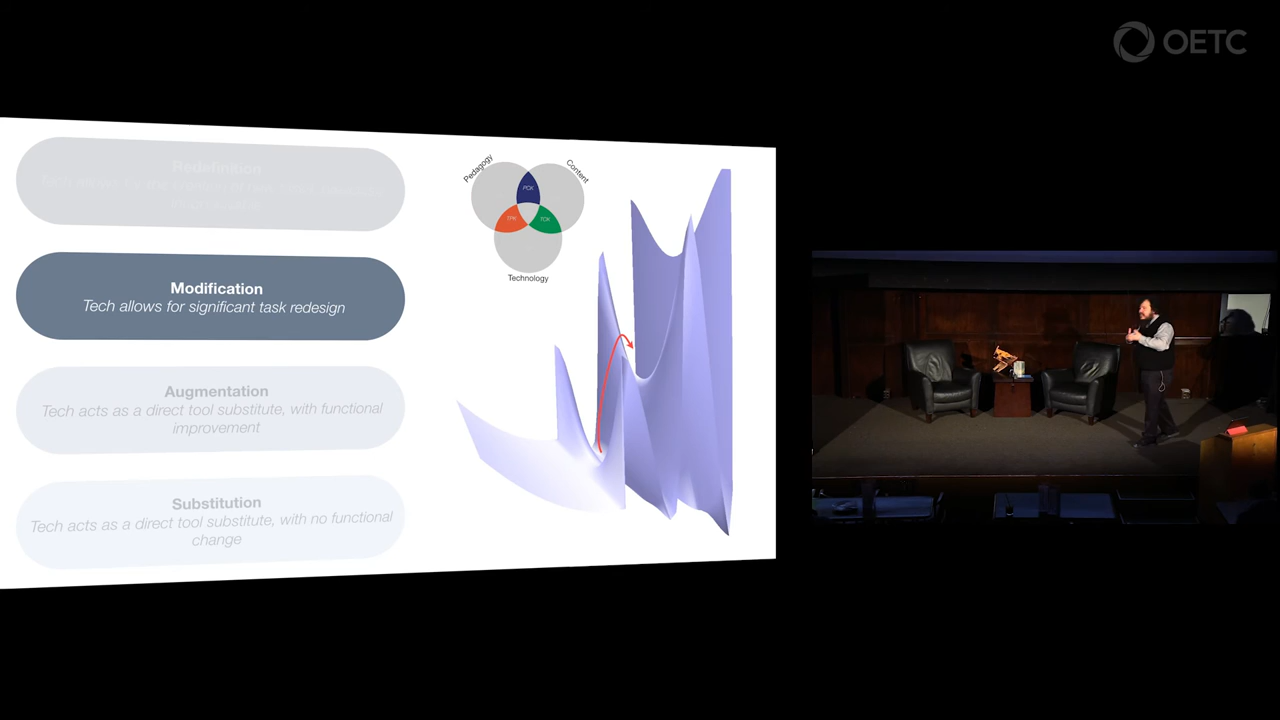 OETC
Redefinition
Modification
Tech allows for significant task redesign
Augmentation
Tech acts as a direct tool substitute, with functional
improvement
Substitution
Tech acts as a direct tool substitute, with no functional
change
Pedagogy
Content
PCK
TPK
TCK
Technology